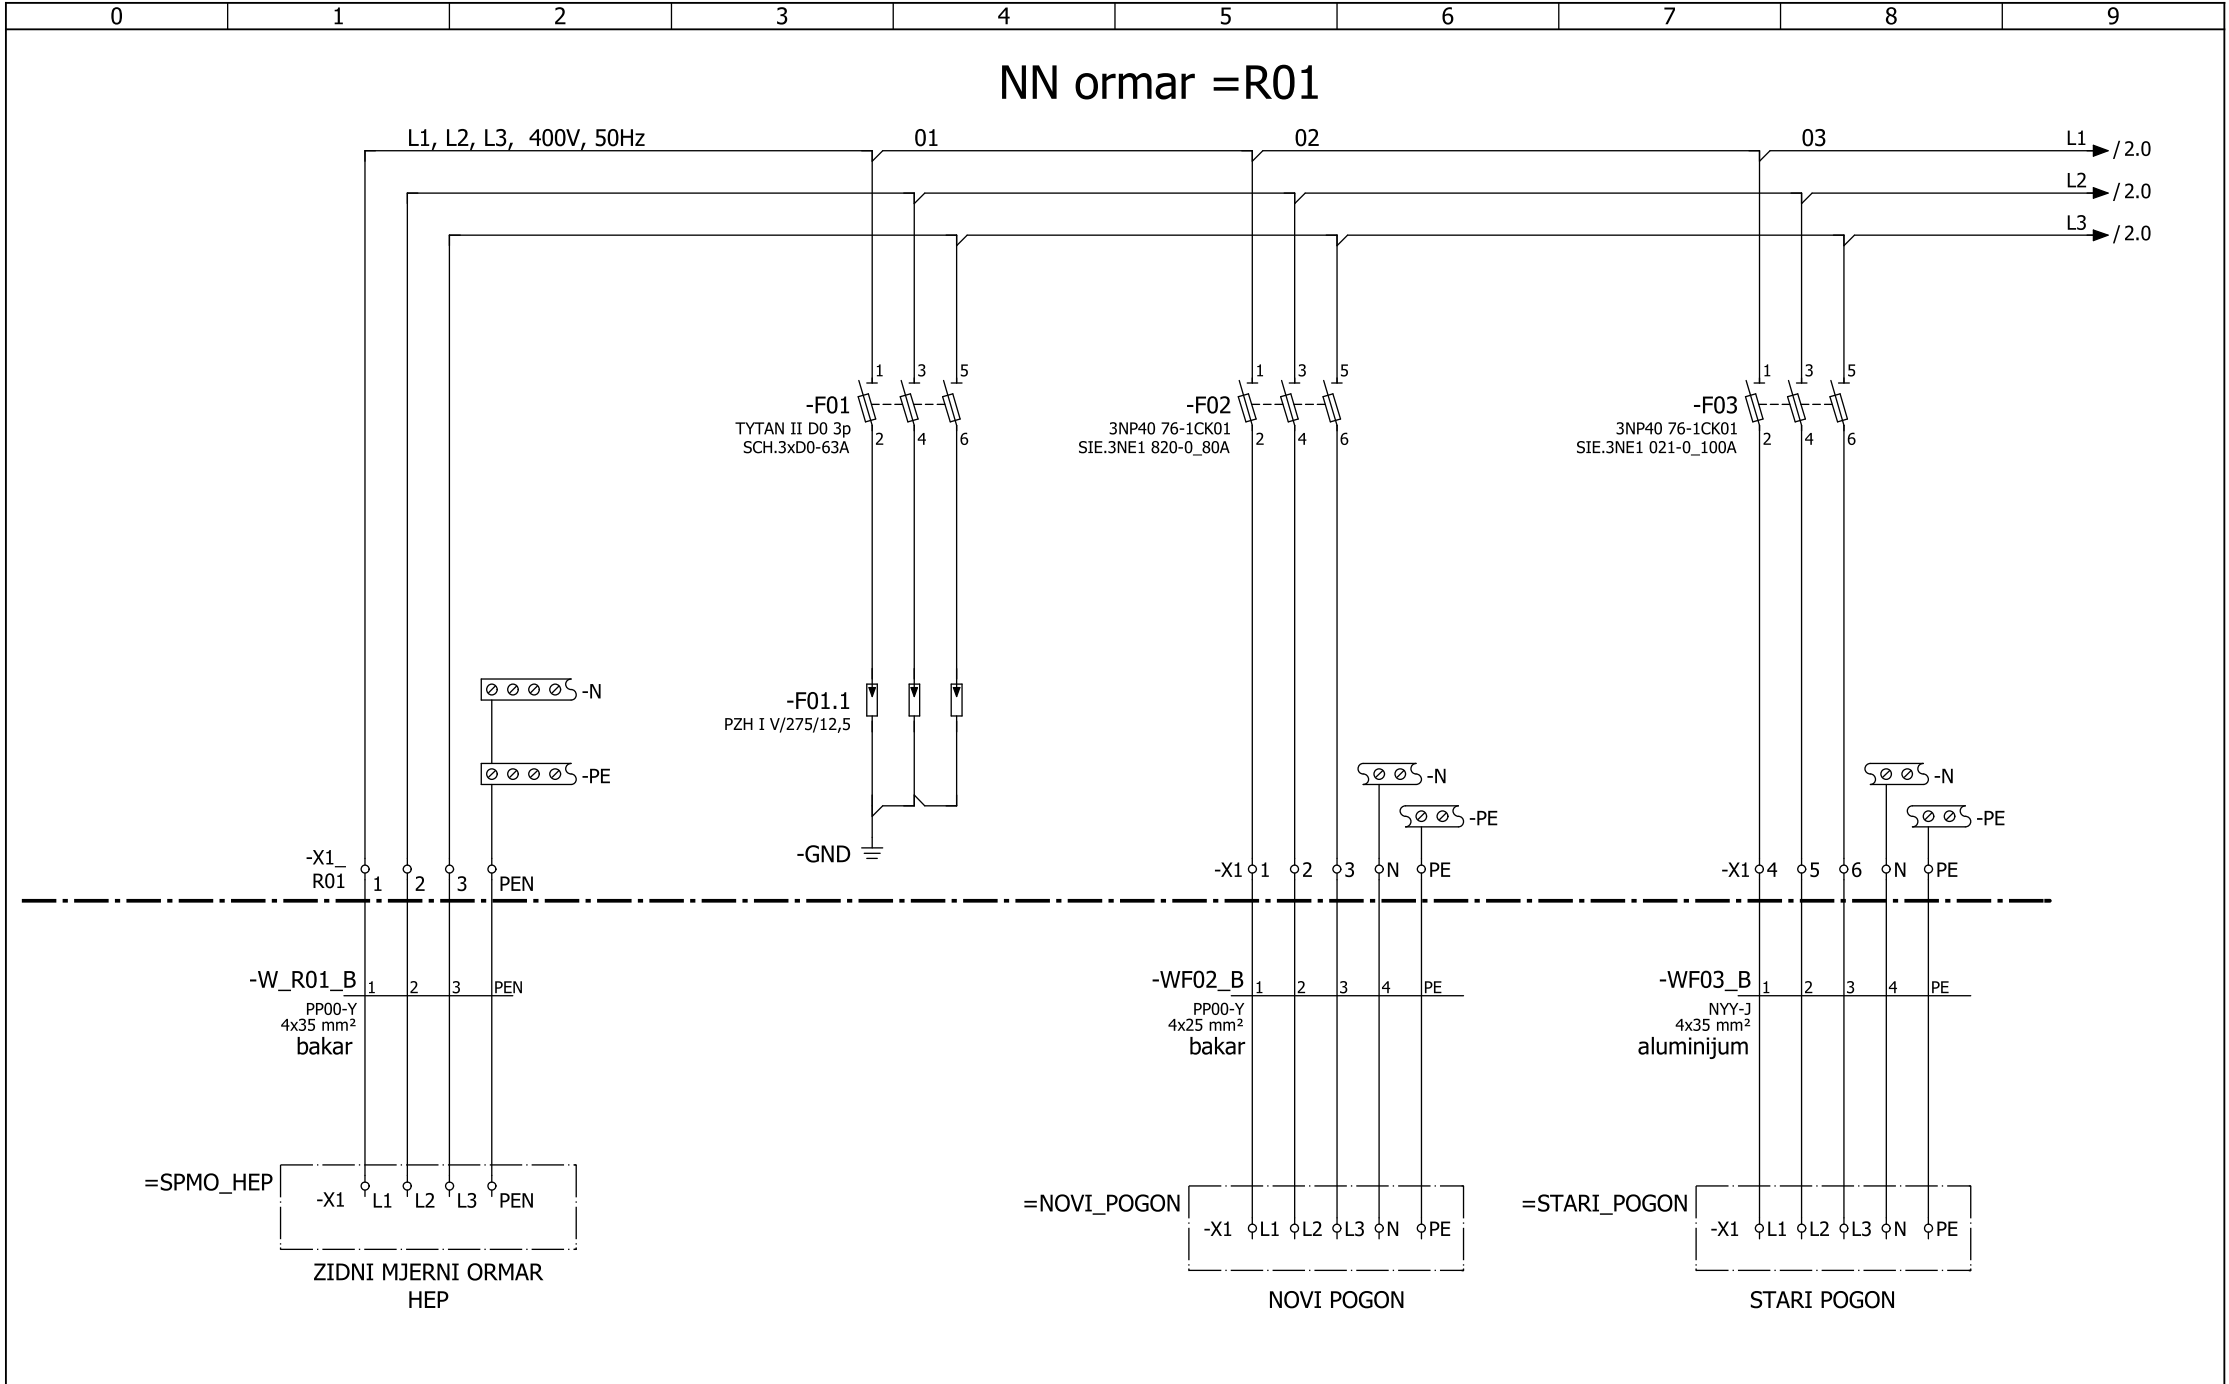 0 1 2 3 4 5 6 7 8 9
NN ormar =R01
L1, L2, L3,  400V, 50Hz 01 02 03 L1 /2.0
L2 /2.0
L3 /2.0
1 3 5 1 3 5 1 3 5
-F01 -F02 -F03
TYTAN II D0 3p 3NP40 76-1CK01 3NP40 76-1CK01
SCH.3xD0-63A 2 4 6 SIE.3NE1 820-0_80A 2 4 6 SIE.3NE1 021-0_100A 2 4 6
-N
-F01.1
PZH I V/275/12,5
-PE -N -N
-PE -PE
-GND
-X1_
R01 1 2 3 PEN -X1 1 2 3 N PE -X1 4 5 6 N PE
-W_R01_B 1 2 3 PEN -WF02_B 1 2 3 4 PE -WF03_B 1 2 3 4 PE
PP00-Y PP00-Y NYY-J
4x35 mm² 4x25 mm² 4x35 mm²
bakar bakar aluminijum
=SPMO_HEP
-X1 L1 L2 L3 PEN
=NOVI_POGON =STARI_POGON
-X1 L1 L2 L3 N PE -X1 L1 L2 L3 N PE
ZIDNI MJERNI ORMAR
HEP NOVI POGON STARI POGON